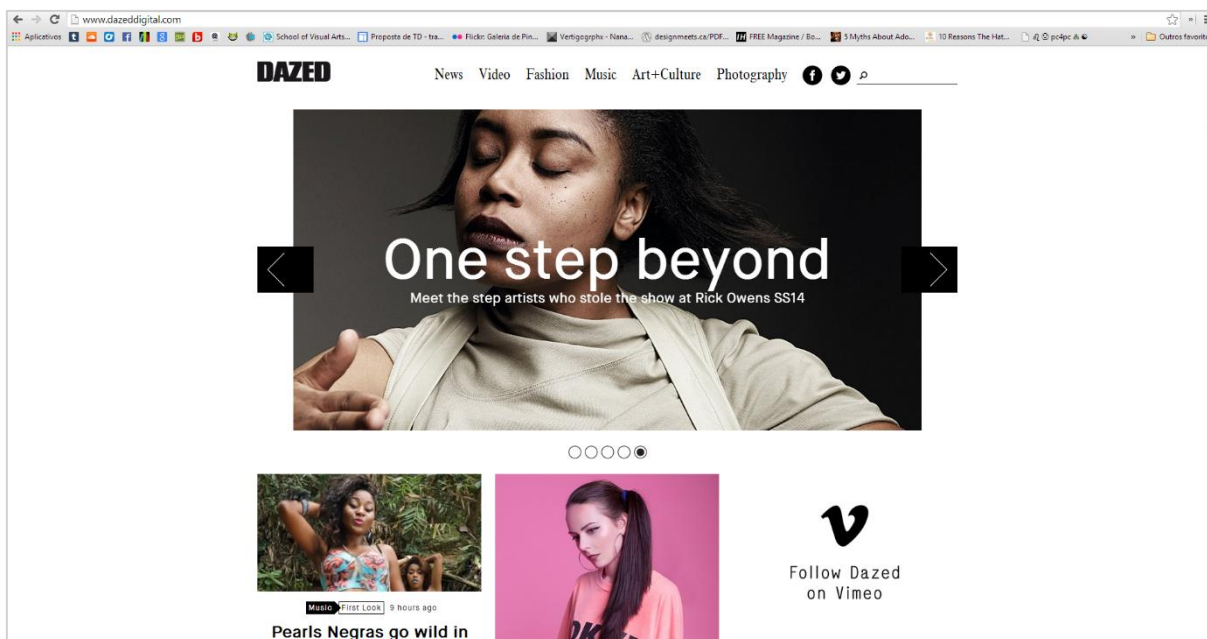 www.dazeddigital.com
Aplicativos School of Visual Arts... Proposta de TD - tra... Flickr: Galeria de Pin... Vertigogrphx - Nana... designmeets.ca/PDF... FREE Magazine / Bo... 5 Myths About Ado... 10 Reasons The Hat... pc4pc » Outros favorito
DAZED News Video Fashion Music Art+Culture Photography
One step beyond
Meet the step artists who stole the show at Rick Owens SS14
Music First Look 9 hours ago
Pearls Negras go wild in
Follow Dazed
on Vimeo